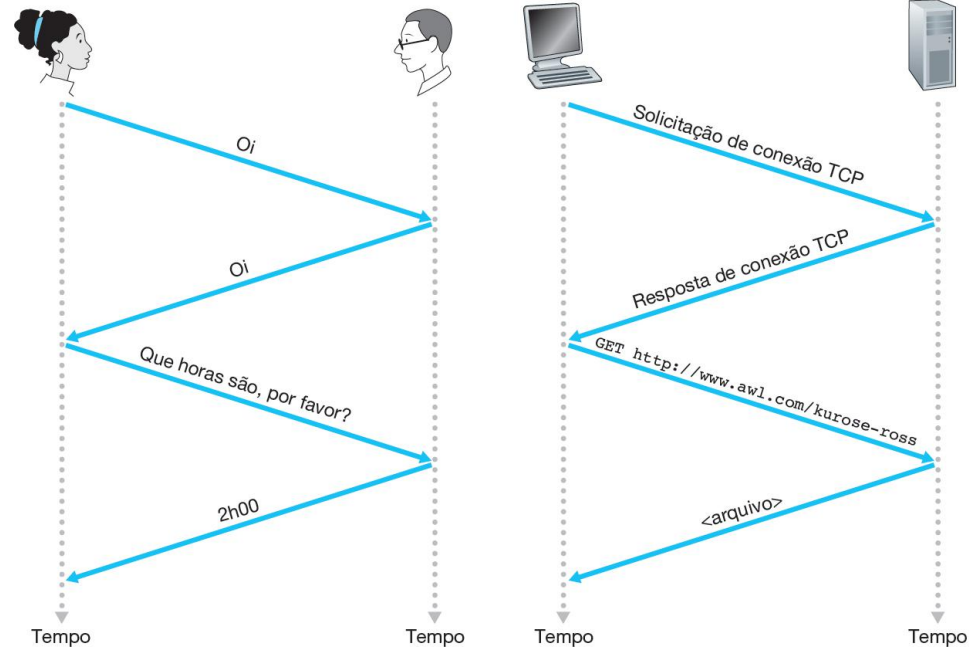 Oi
Oi
Que horas são, por favor?
2h00
Tempo
Tempo
Solicitação de conexão TCP
Resposta de conexão TCP
GET http://www.awl.com/kurose-ross
<arquivo>
Tempo
Tempo